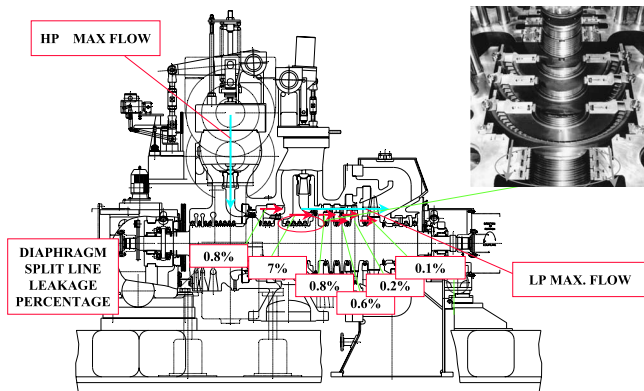 HP MAX FLOW
DIAPHRAGM
SPLIT LINE
LEAKAGE
PERCENTAGE
0.8%
7%
0.8%
0.6%
0.2%
0.1%
LP MAX. FLOW